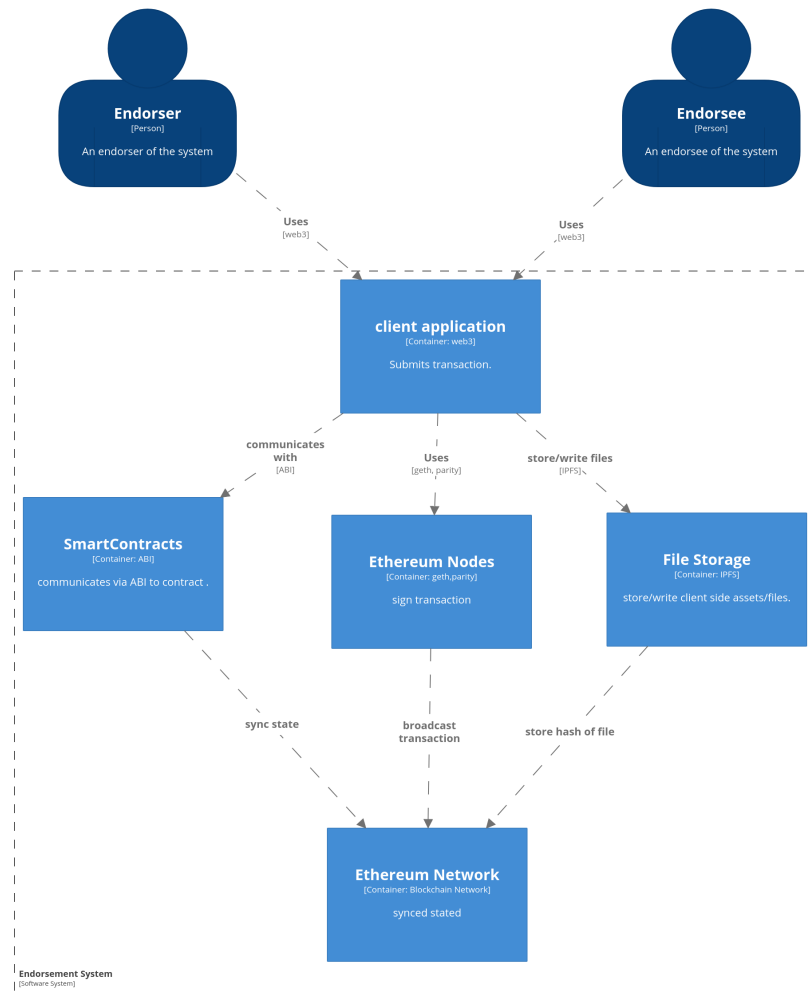 Endorser
[Person]
An endorser of the system
Endorsee
[Person]
An endorsee of the system
Uses
[web3]
Uses
[web3]
client application
[Container: web3]
Submits transaction.
communicates
with
[ABI]
Uses
[geth, parity]
store/write files
[IPFS]
SmartContracts
[Container: ABI]
communicates via ABI to contract .
Ethereum Nodes
[Container: geth,parity]
sign transaction
File Storage
[Container: IPFS]
store/write client side assets/files.
sync state
broadcast
transaction
store hash of file
Ethereum Network
[Container: Blockchain Network]
synced stated
Endorsement System
[Software System]